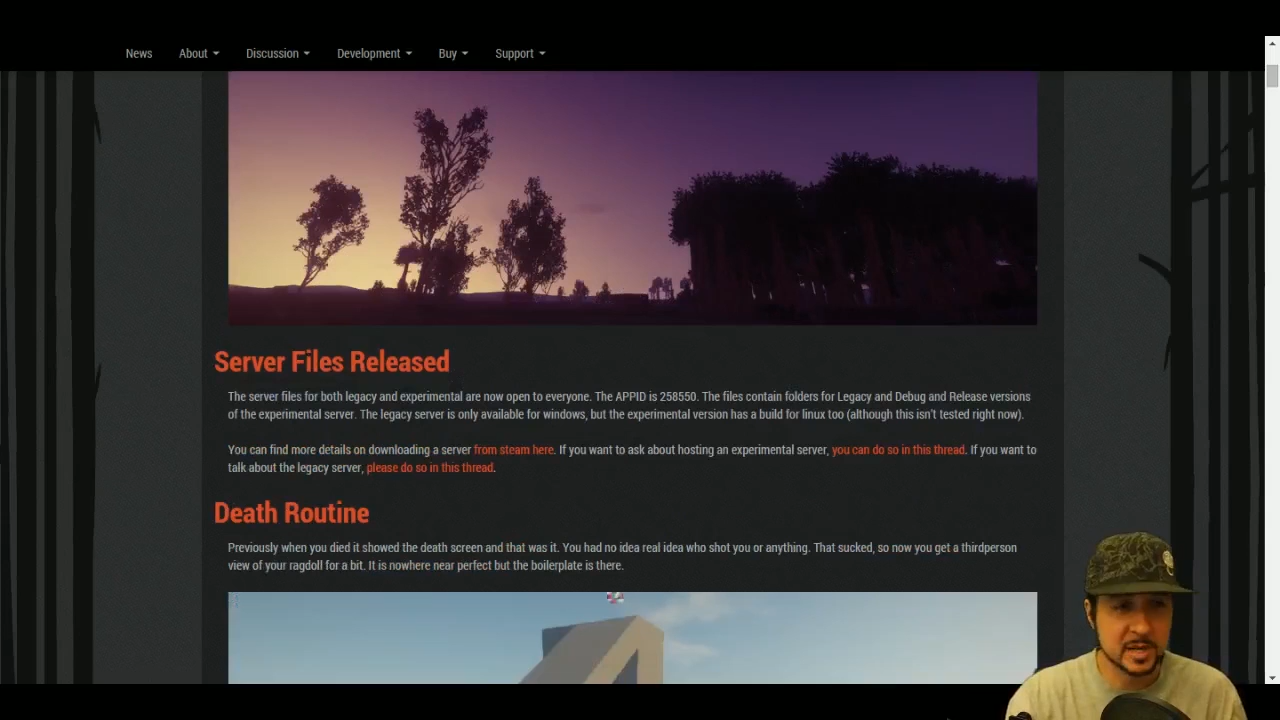 News About Discussion Development Buy Support
Server Files Released
The server files for both legacy and experimental are now open to everyone. The APPID is 258550. The files contain folders for Legacy and Debug and Release versions
of the experimental server. The legacy server is only available for windows, but the experimental version has a build for linux too (although this isn't tested right now).
You can find more details on downloading a server from steam here. If you want to ask about hosting an experimental server, you can do so in this thread. If you want to
talk about the legacy server, please do so in this thread.
Death Routine
Previously when you died it showed the death screen and that was it. You had no idea real idea who shot you or anything. That sucked, so now you get a thirdperson
view of your ragdoll for a bit. It is nowhere near perfect but the boilerplate is there.